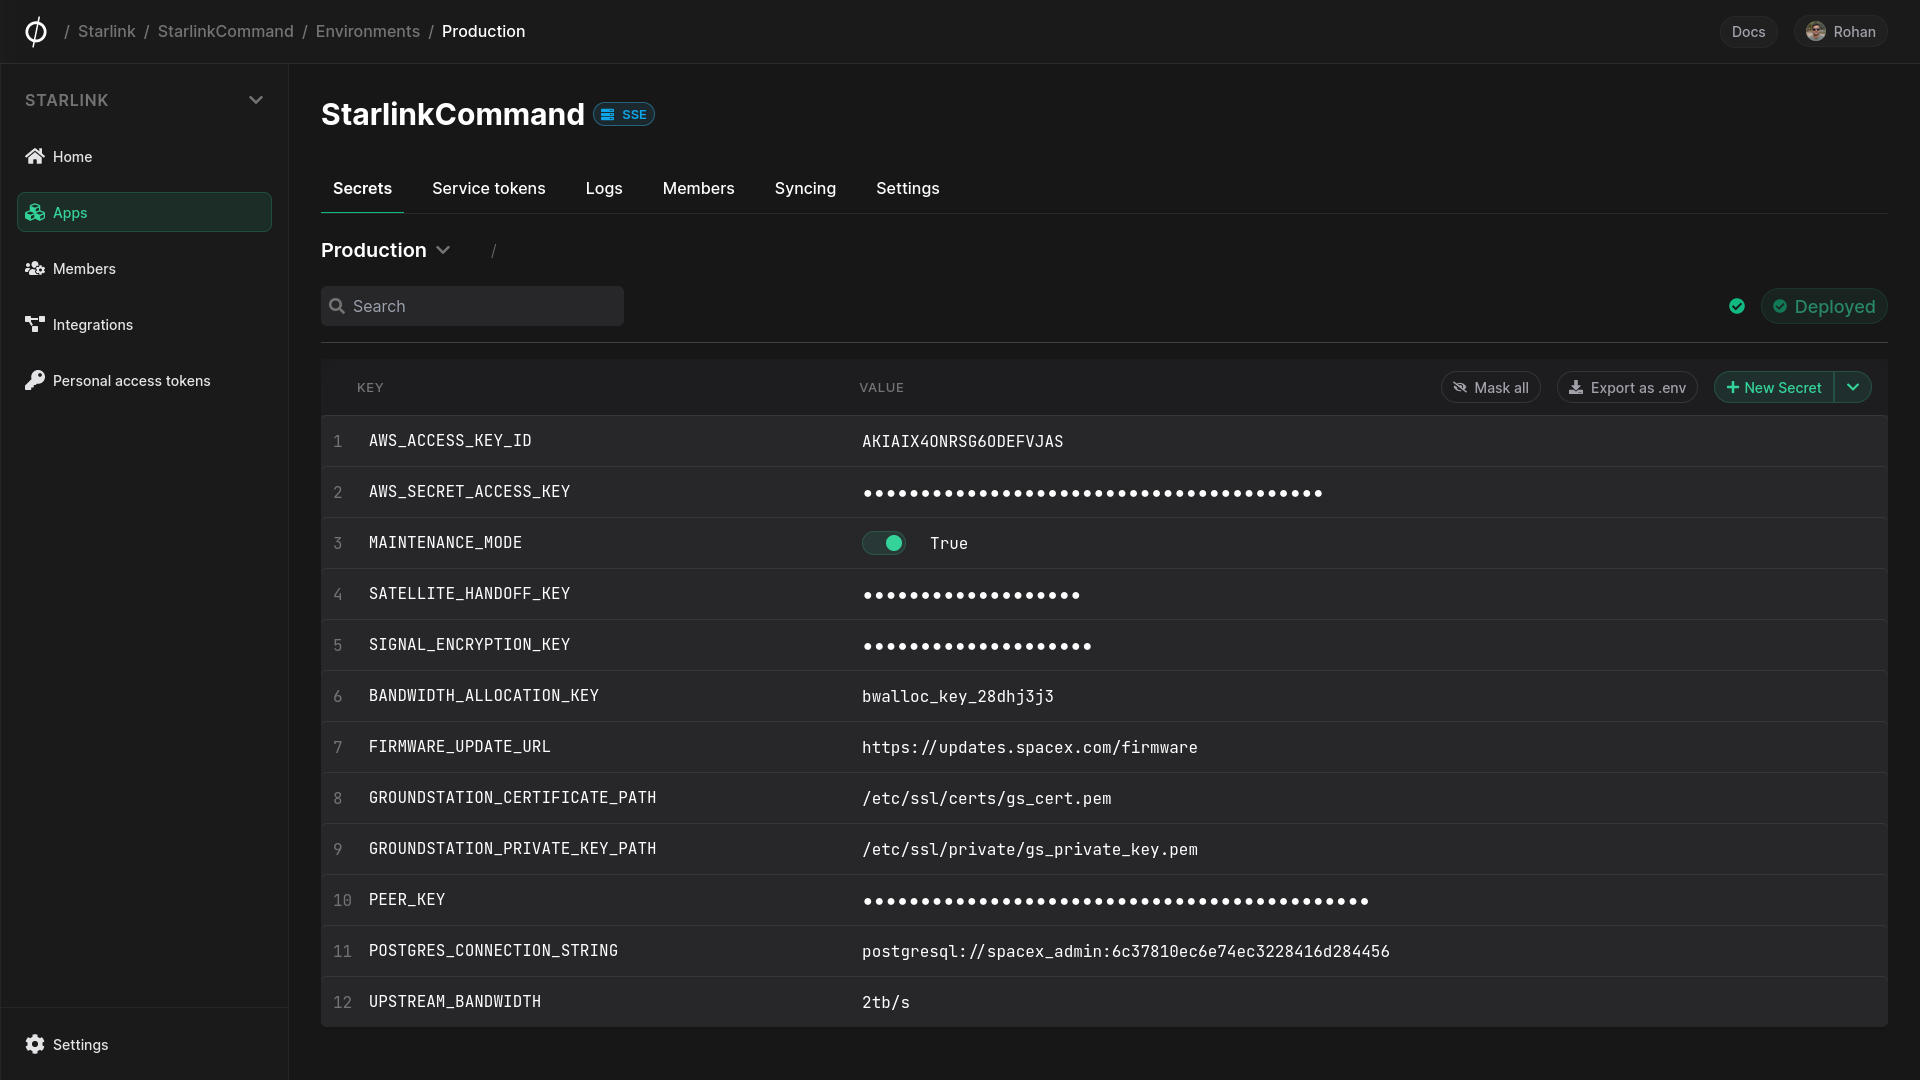 / Starlink / StarlinkCommand / Environments / Production
Docs
Rohan
STARLINK
Home
Apps
Members
Integrations
Personal access tokens
Settings
StarlinkCommand SSE
Secrets Service tokens Logs Members Syncing Settings
Production /
Search
Deployed
KEY VALUE Mask all Export as .env New Secret
1 AWS_ACCESS_KEY_ID AKIAIX4ONRSG6ODEFVJAS
2 AWS_SECRET_ACCESS_KEY ••••••••••••••••••••••••••••••••••••••••
3 MAINTENANCE_MODE True
4 SATELLITE_HANDOFF_KEY •••••••••••••••••••
5 SIGNAL_ENCRYPTION_KEY ••••••••••••••••••••
6 BANDWIDTH_ALLOCATION_KEY bwalloc_key_28dhj3j3
7 FIRMWARE_UPDATE_URL https://updates.spacex.com/firmware
8 GROUNDSTATION_CERTIFICATE_PATH /etc/ssl/certs/gs_cert.pem
9 GROUNDSTATION_PRIVATE_KEY_PATH /etc/ssl/private/gs_private_key.pem
10 PEER_KEY ••••••••••••••••••••••••••••••••••••••••••••
11 POSTGRES_CONNECTION_STRING postgresql://spacex_admin:6c37810ec6e74ec3228416d284456
12 UPSTREAM_BANDWIDTH 2tb/s